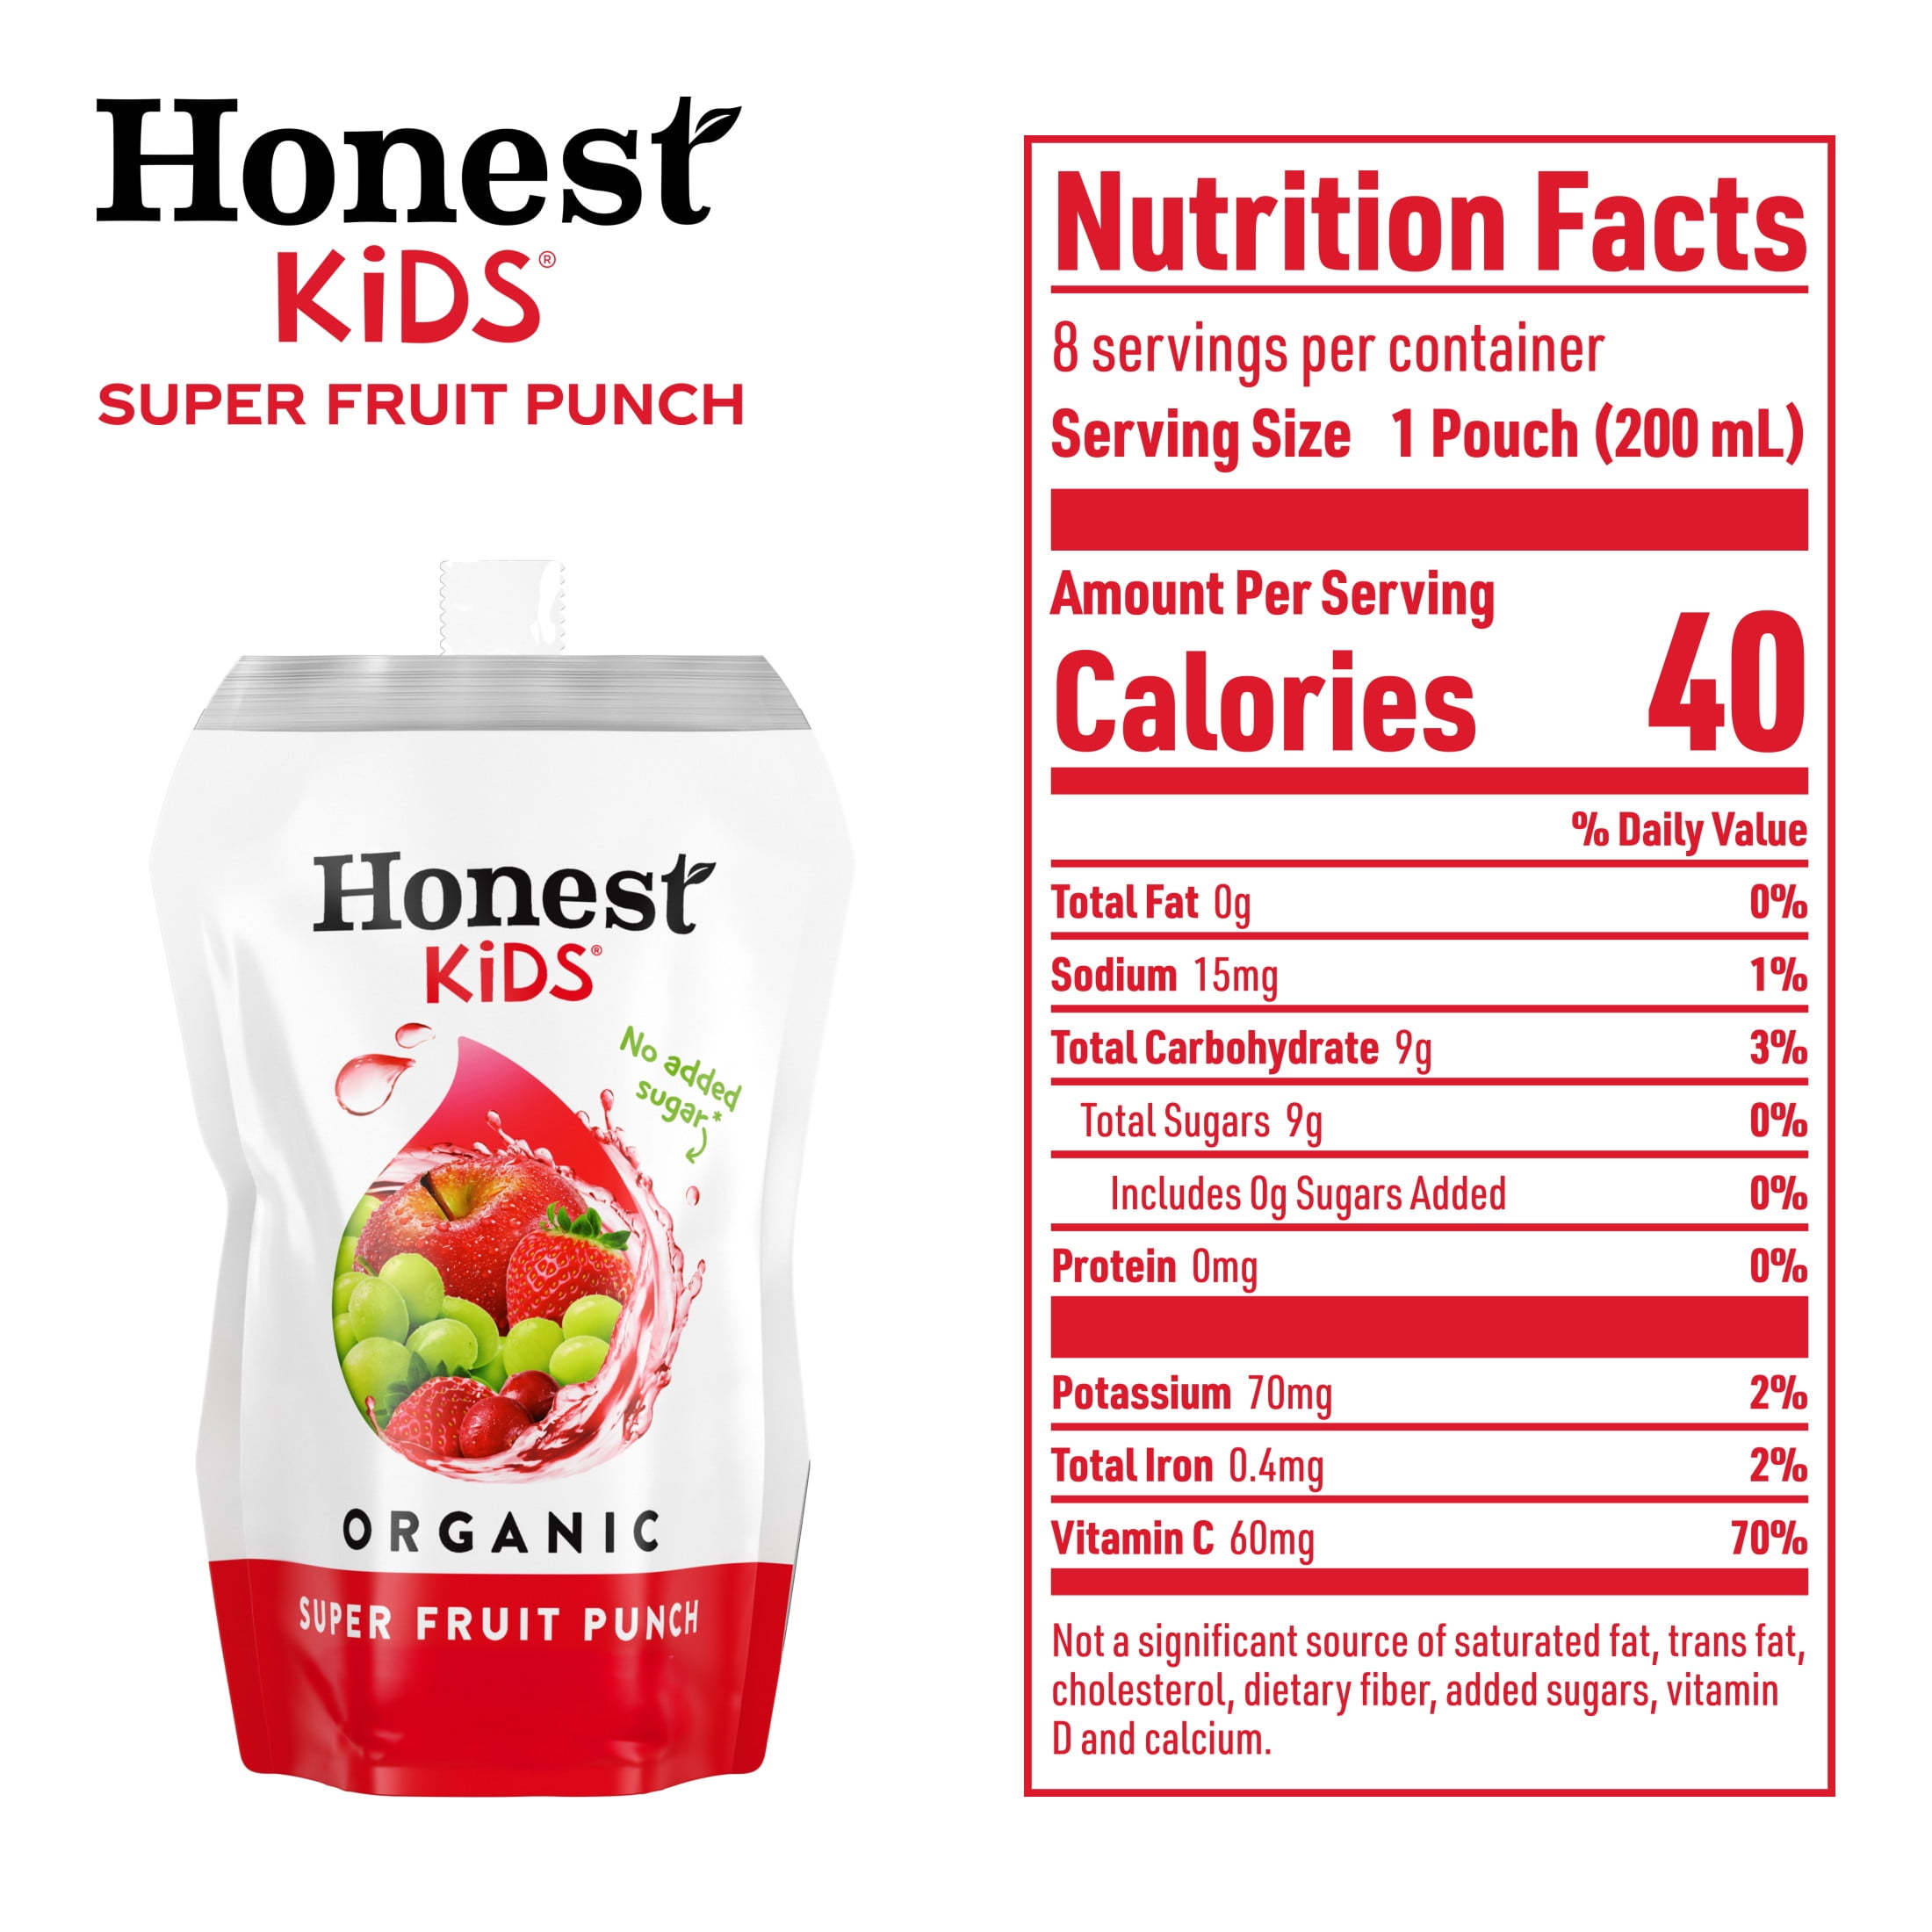 Honest
KiDS®
SUPER FRUIT PUNCH
Honest
KiDS®
No added
sugar*
ORGANIC
SUPER FRUIT PUNCH
Nutrition Facts
8 servings per container
Serving Size 1 Pouch (200 mL)
Amount Per Serving
Calories 40
% Daily Value
Total Fat 0g 0%
Sodium 15mg 1%
Total Carbohydrate 9g 3%
Total Sugars 9g 0%
Includes 0g Sugars Added 0%
Protein 0mg 0%
Potassium 70mg 2%
Total Iron 0.4mg 2%
Vitamin C 60mg 70%
Not a significant source of saturated fat, trans fat,
cholesterol, dietary fiber, added sugars, vitamin
D and calcium.